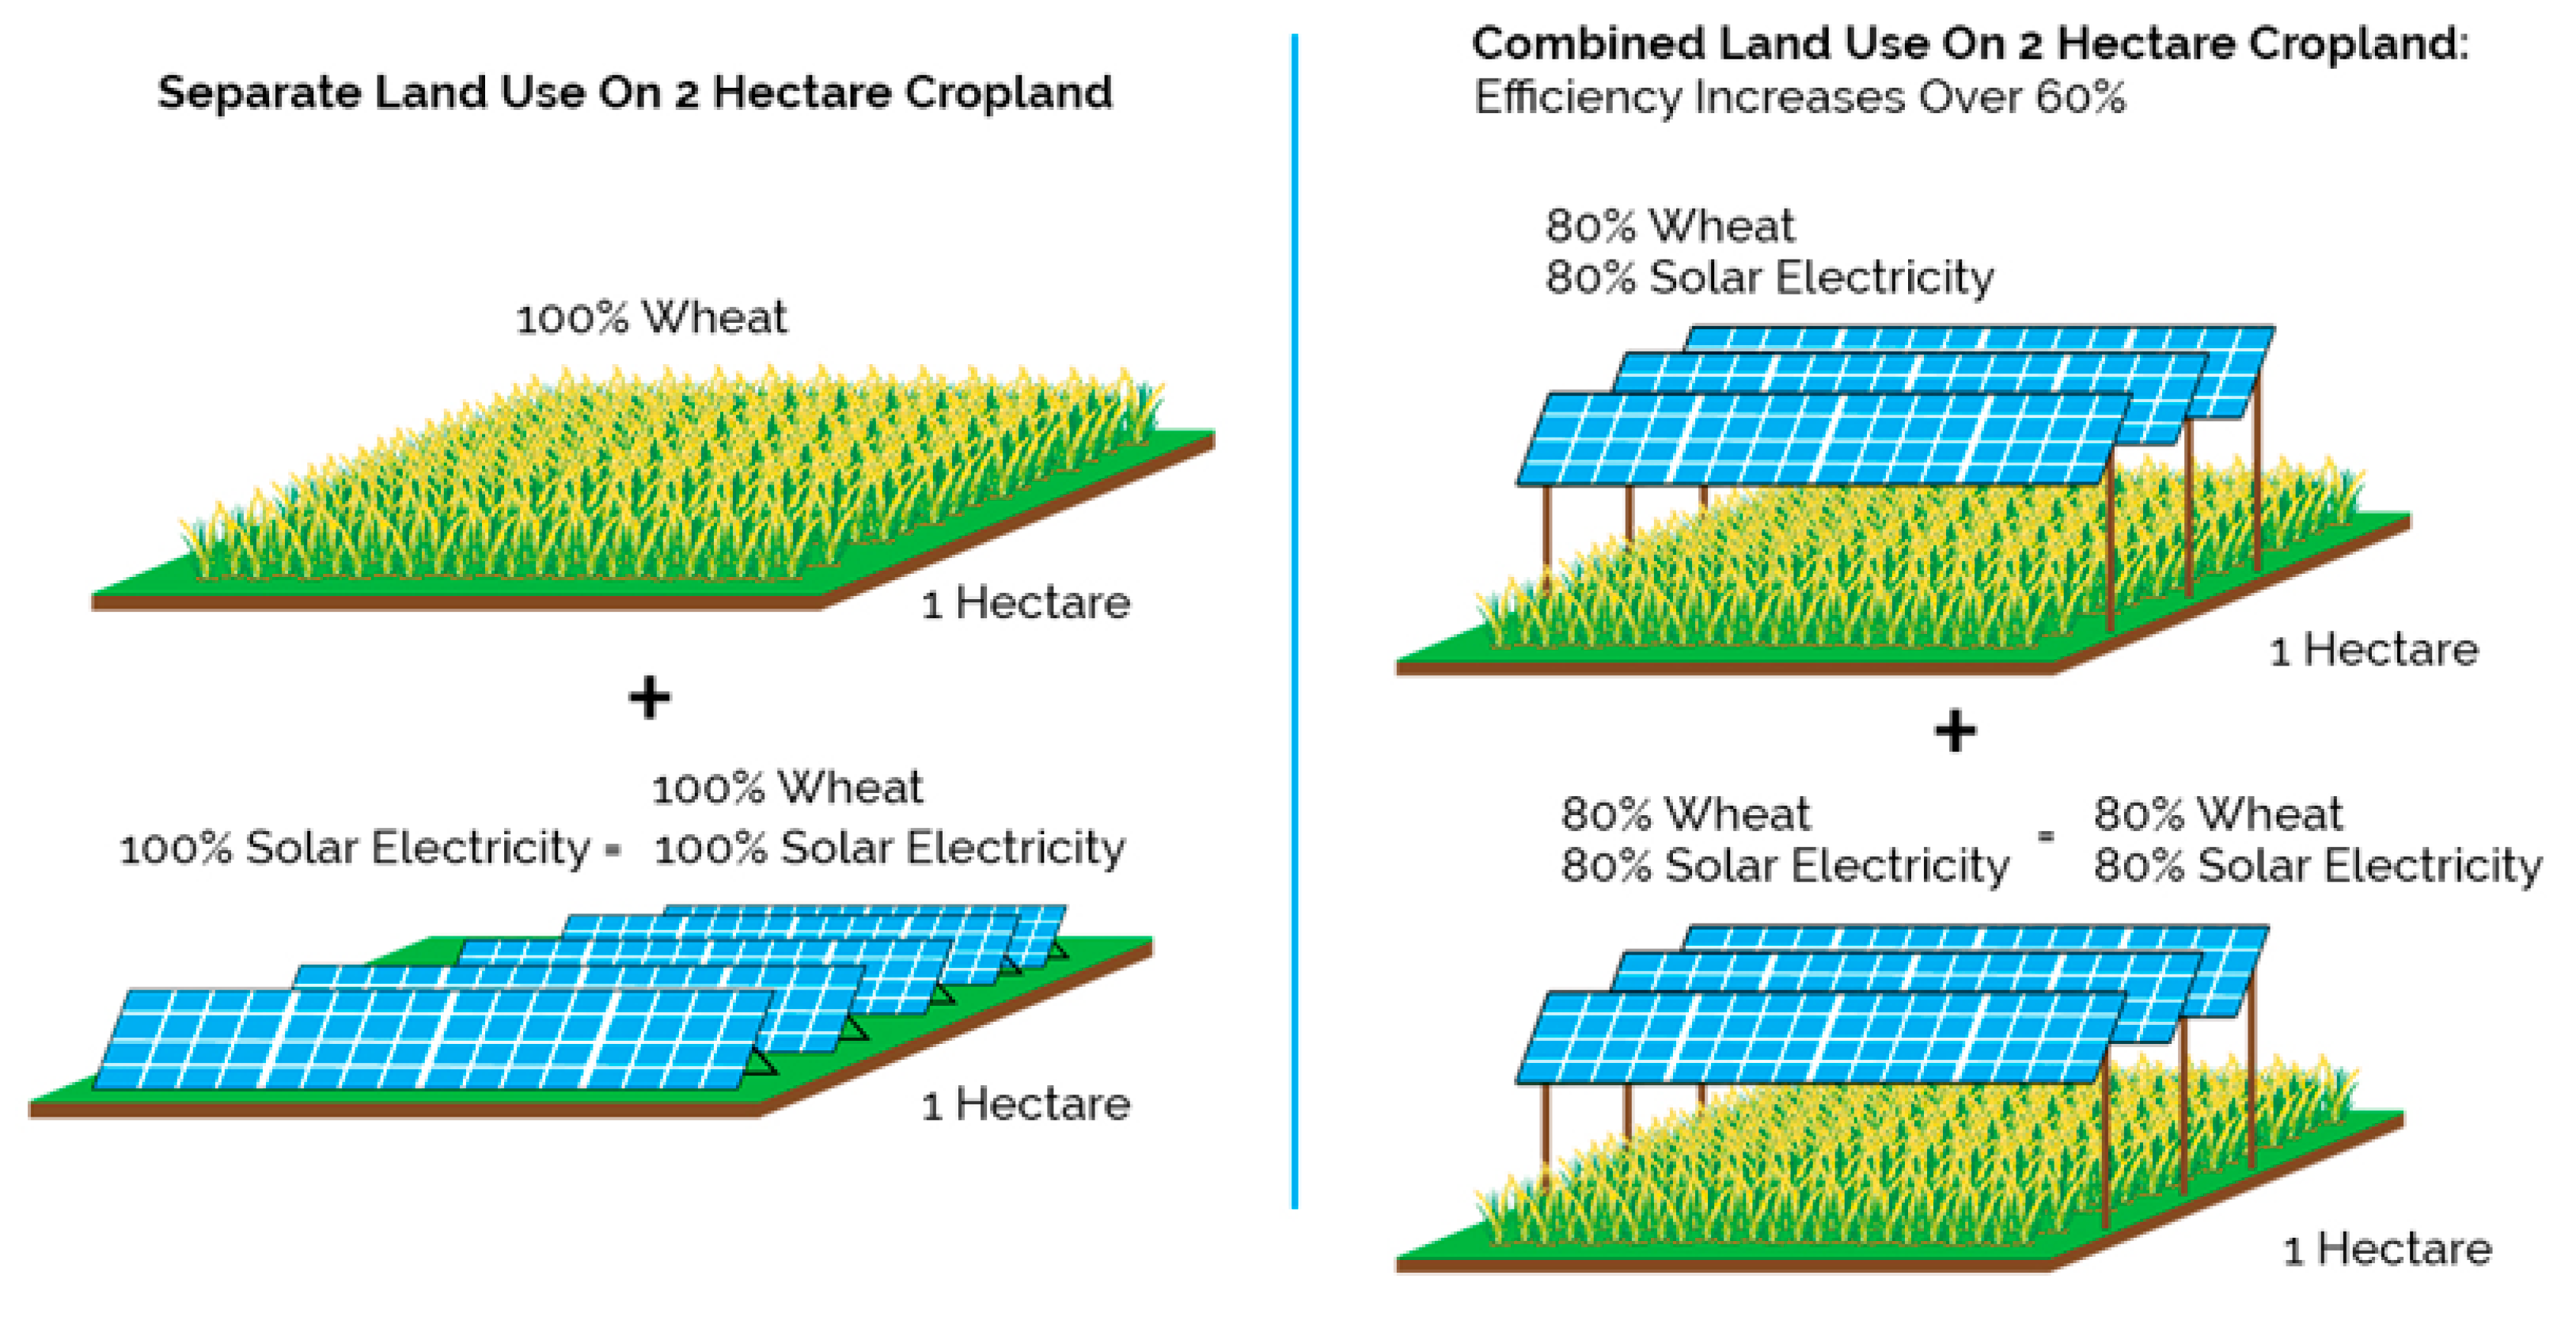 Separate Land Use On 2 Hectare Cropland
100% Wheat
1 Hectare
+
100% Wheat
100% Solar Electricity = 100% Solar Electricity
1 Hectare
Combined Land Use On 2 Hectare Cropland:
Efficiency Increases Over 60%
80% Wheat
80% Solar Electricity
1 Hectare
+
80% Wheat
80% Solar Electricity
=
80% Wheat
80% Solar Electricity
1 Hectare